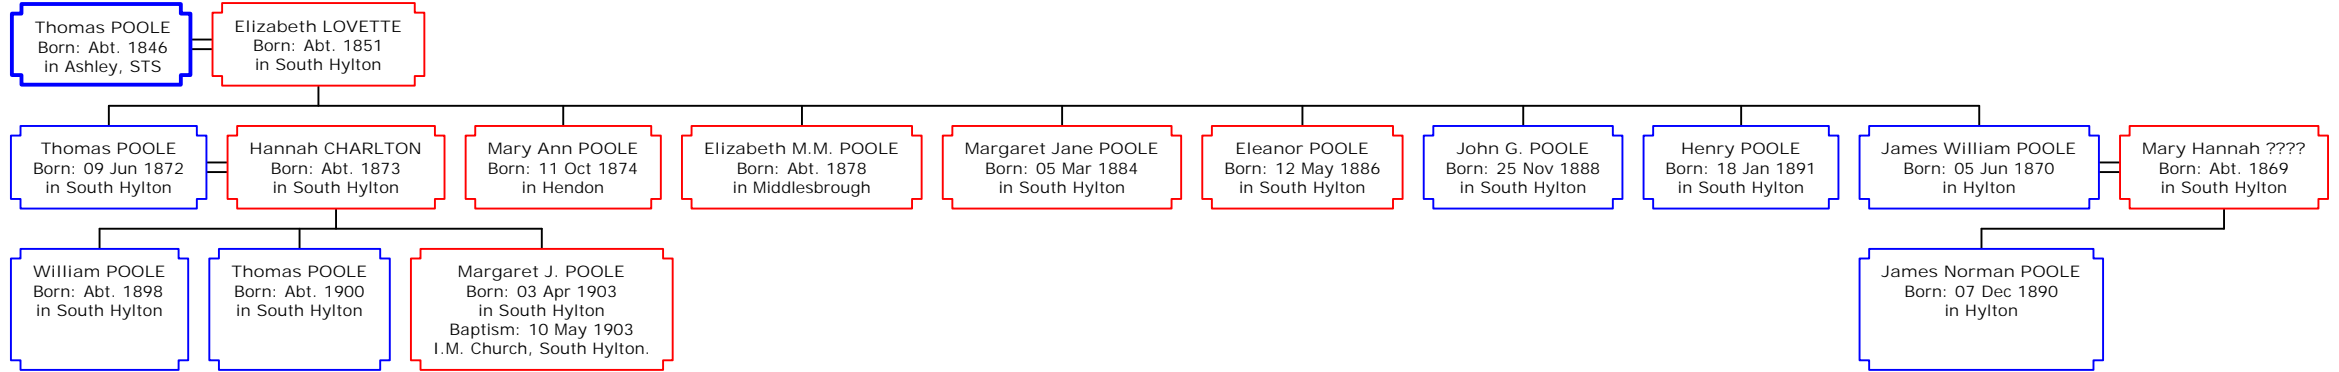 Thomas POOLE
Born: Abt. 1846
in Ashley, STS
Elizabeth LOVETTE
Born: Abt. 1851
in South Hylton
Thomas POOLE
Born: 09 Jun 1872
in South Hylton
Hannah CHARLTON
Born: Abt. 1873
in South Hylton
Mary Ann POOLE
Born: 11 Oct 1874
in Hendon
Elizabeth M.M. POOLE
Born: Abt. 1878
in Middlesbrough
Margaret Jane POOLE
Born: 05 Mar 1884
in South Hylton
Eleanor POOLE
Born: 12 May 1886
in South Hylton
John G. POOLE
Born: 25 Nov 1888
in South Hylton
Henry POOLE
Born: 18 Jan 1891
in South Hylton
James William POOLE
Born: 05 Jun 1870
in Hylton
Mary Hannah ????
Born: Abt. 1869
in South Hylton
William POOLE
Born: Abt. 1898
in South Hylton
Thomas POOLE
Born: Abt. 1900
in South Hylton
Margaret J. POOLE
Born: 03 Apr 1903
in South Hylton
Baptism: 10 May 1903
I.M. Church, South Hylton.
James Norman POOLE
Born: 07 Dec 1890
in Hylton